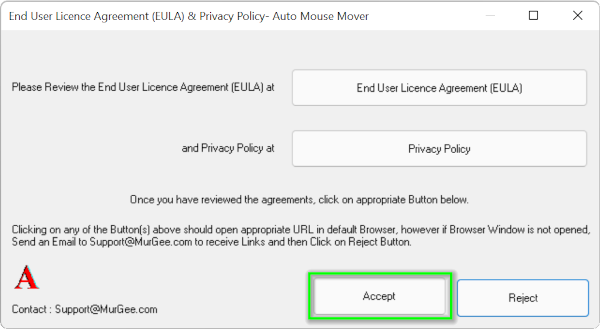 End User Licence Agreement (EULA) & Privacy Policy- Auto Mouse Mover
Please Review the End User Licence Agreement (EULA) at
End User Licence Agreement (EULA)
and Privacy Policy at
Privacy Policy
Once you have reviewed the agreements, click on appropriate Button below.
Clicking on any of the Button(s) above should open appropriate URL in default Browser, however if Browser Window is not opened,
Send an Email to Support@MurGee.com to receive Links and then Click on Reject Button.
A
Contact : Support@MurGee.com
Accept
Reject